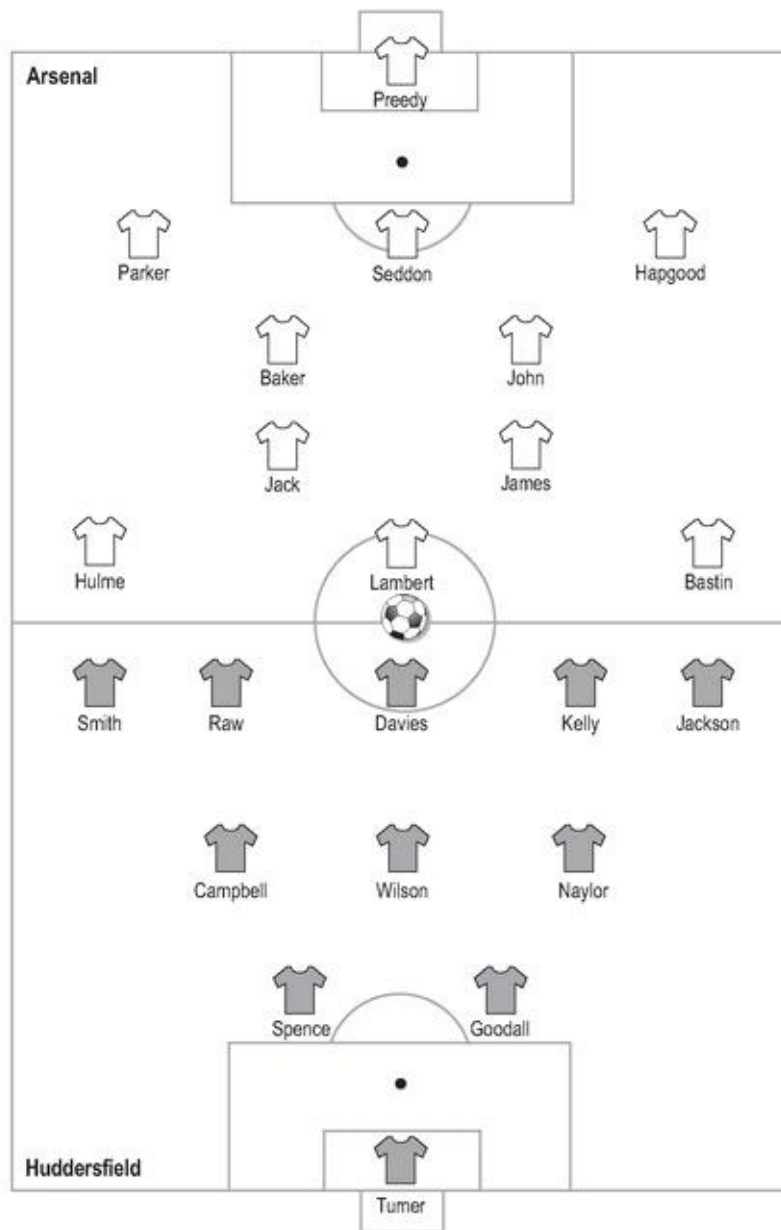 Arsenal
Preedy
Parker
Seddon
Hapgood
Baker
John
Jack
James
Hulme
Lambert
Bastin
Smith
Raw
Davies
Kelly
Jackson
Campbell
Wilson
Naylor
Spence
Goodall
Huddersfield
Turner